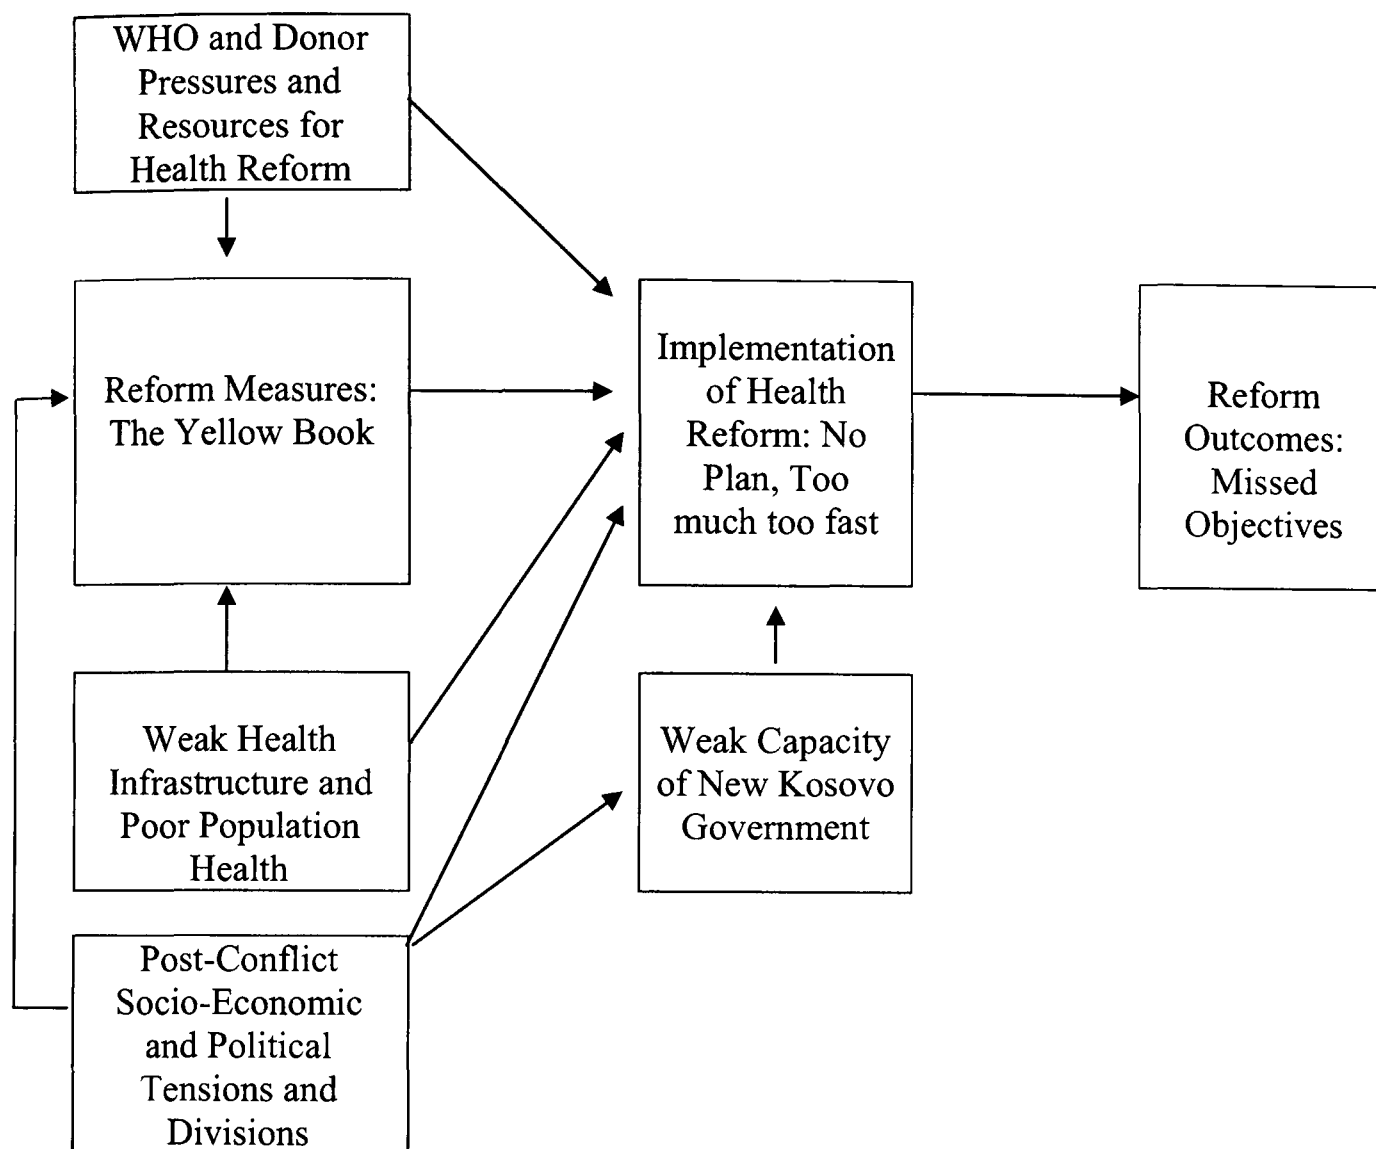 WHO and Donor
Pressures and
Resources for
Health Reform
Reform Measures:
The Yellow Book
Implementation
of Health
Reform: No
Plan, Too
much too fast
Reform
Outcomes:
Missed
Objectives
Weak Health
Infrastructure and
Poor Population
Health
Weak Capacity
of New Kosovo
Government
Post-Conflict
Socio-Economic
and Political
Tensions and
Divisions